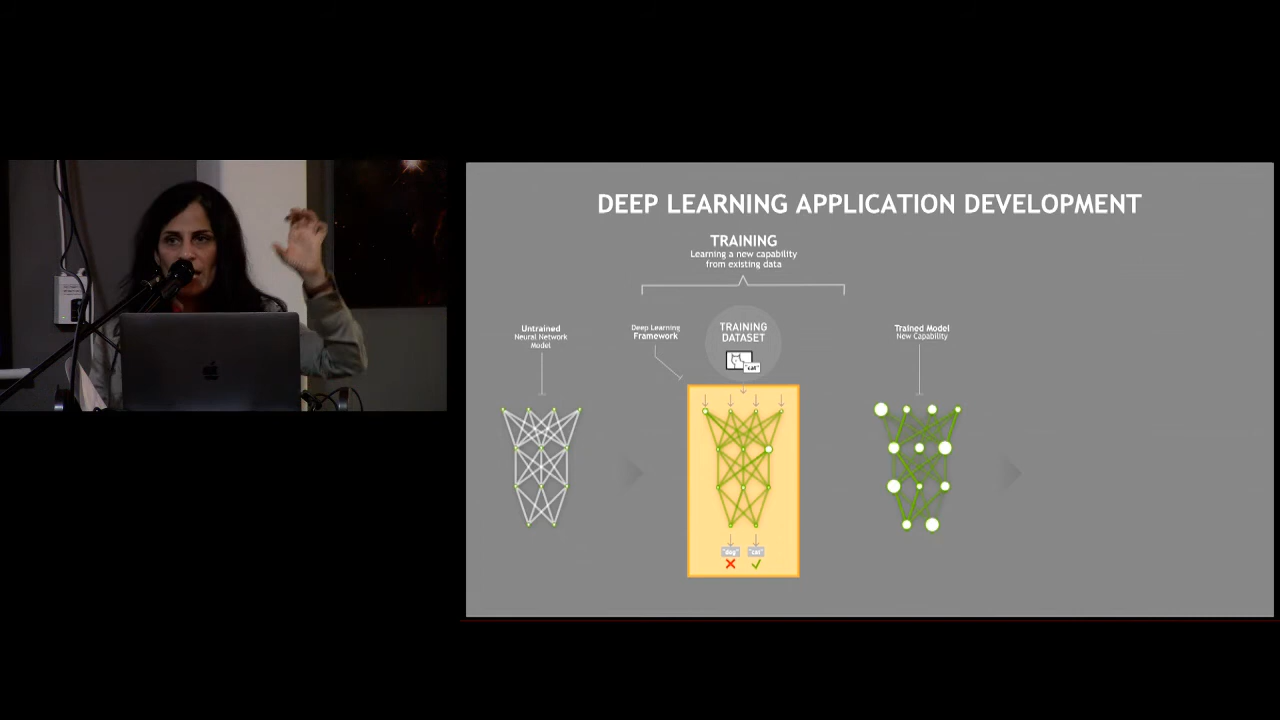 DEEP LEARNING APPLICATION DEVELOPMENT
TRAINING
Learning a new capability
from existing data
Untrained
Neural Network
Model
Deep Learning
Framework
TRAINING
DATASET
"cat"
Trained Model
New Capability
"dog"
"cat"